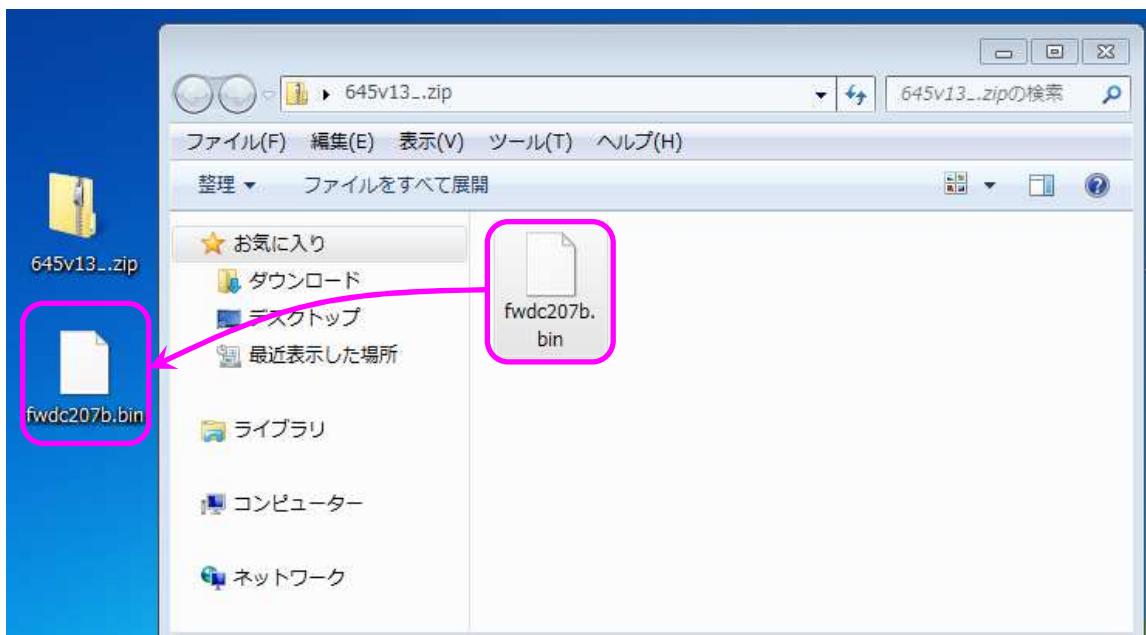 645v13_.zip
645v13_.zipの検索
ファイル(F) 編集(E) 表示(V) ツール(T) ヘルプ(H)
整理 ファイルをすべて展開
645v13_.zip
fwdc207b.bin
お気に入り
ダウンロード
デスクトップ
最近表示した場所
ライブラリ
コンピューター
ネットワーク
fwdc207b.
bin